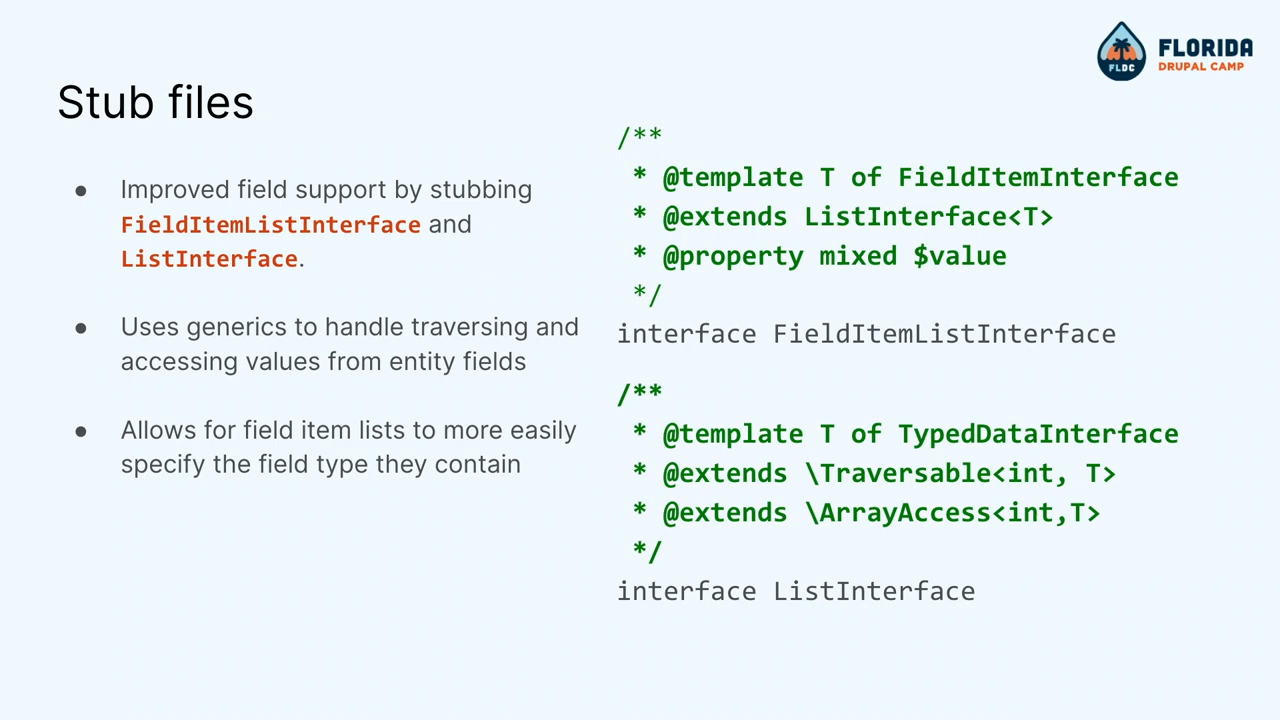 FLORIDA
DRUPAL CAMP
FLDC
Stub files
● Improved field support by stubbing
FieldItemListInterface and
ListInterface.
● Uses generics to handle traversing and
accessing values from entity fields
● Allows for field item lists to more easily
specify the field type they contain
/**
 * @template T of FieldItemInterface
 * @extends ListInterface<T>
 * @property mixed $value
 */
interface FieldItemListInterface
/**
 * @template T of TypedDataInterface
 * @extends \Traversable<int, T>
 * @extends \ArrayAccess<int,T>
 */
interface ListInterface